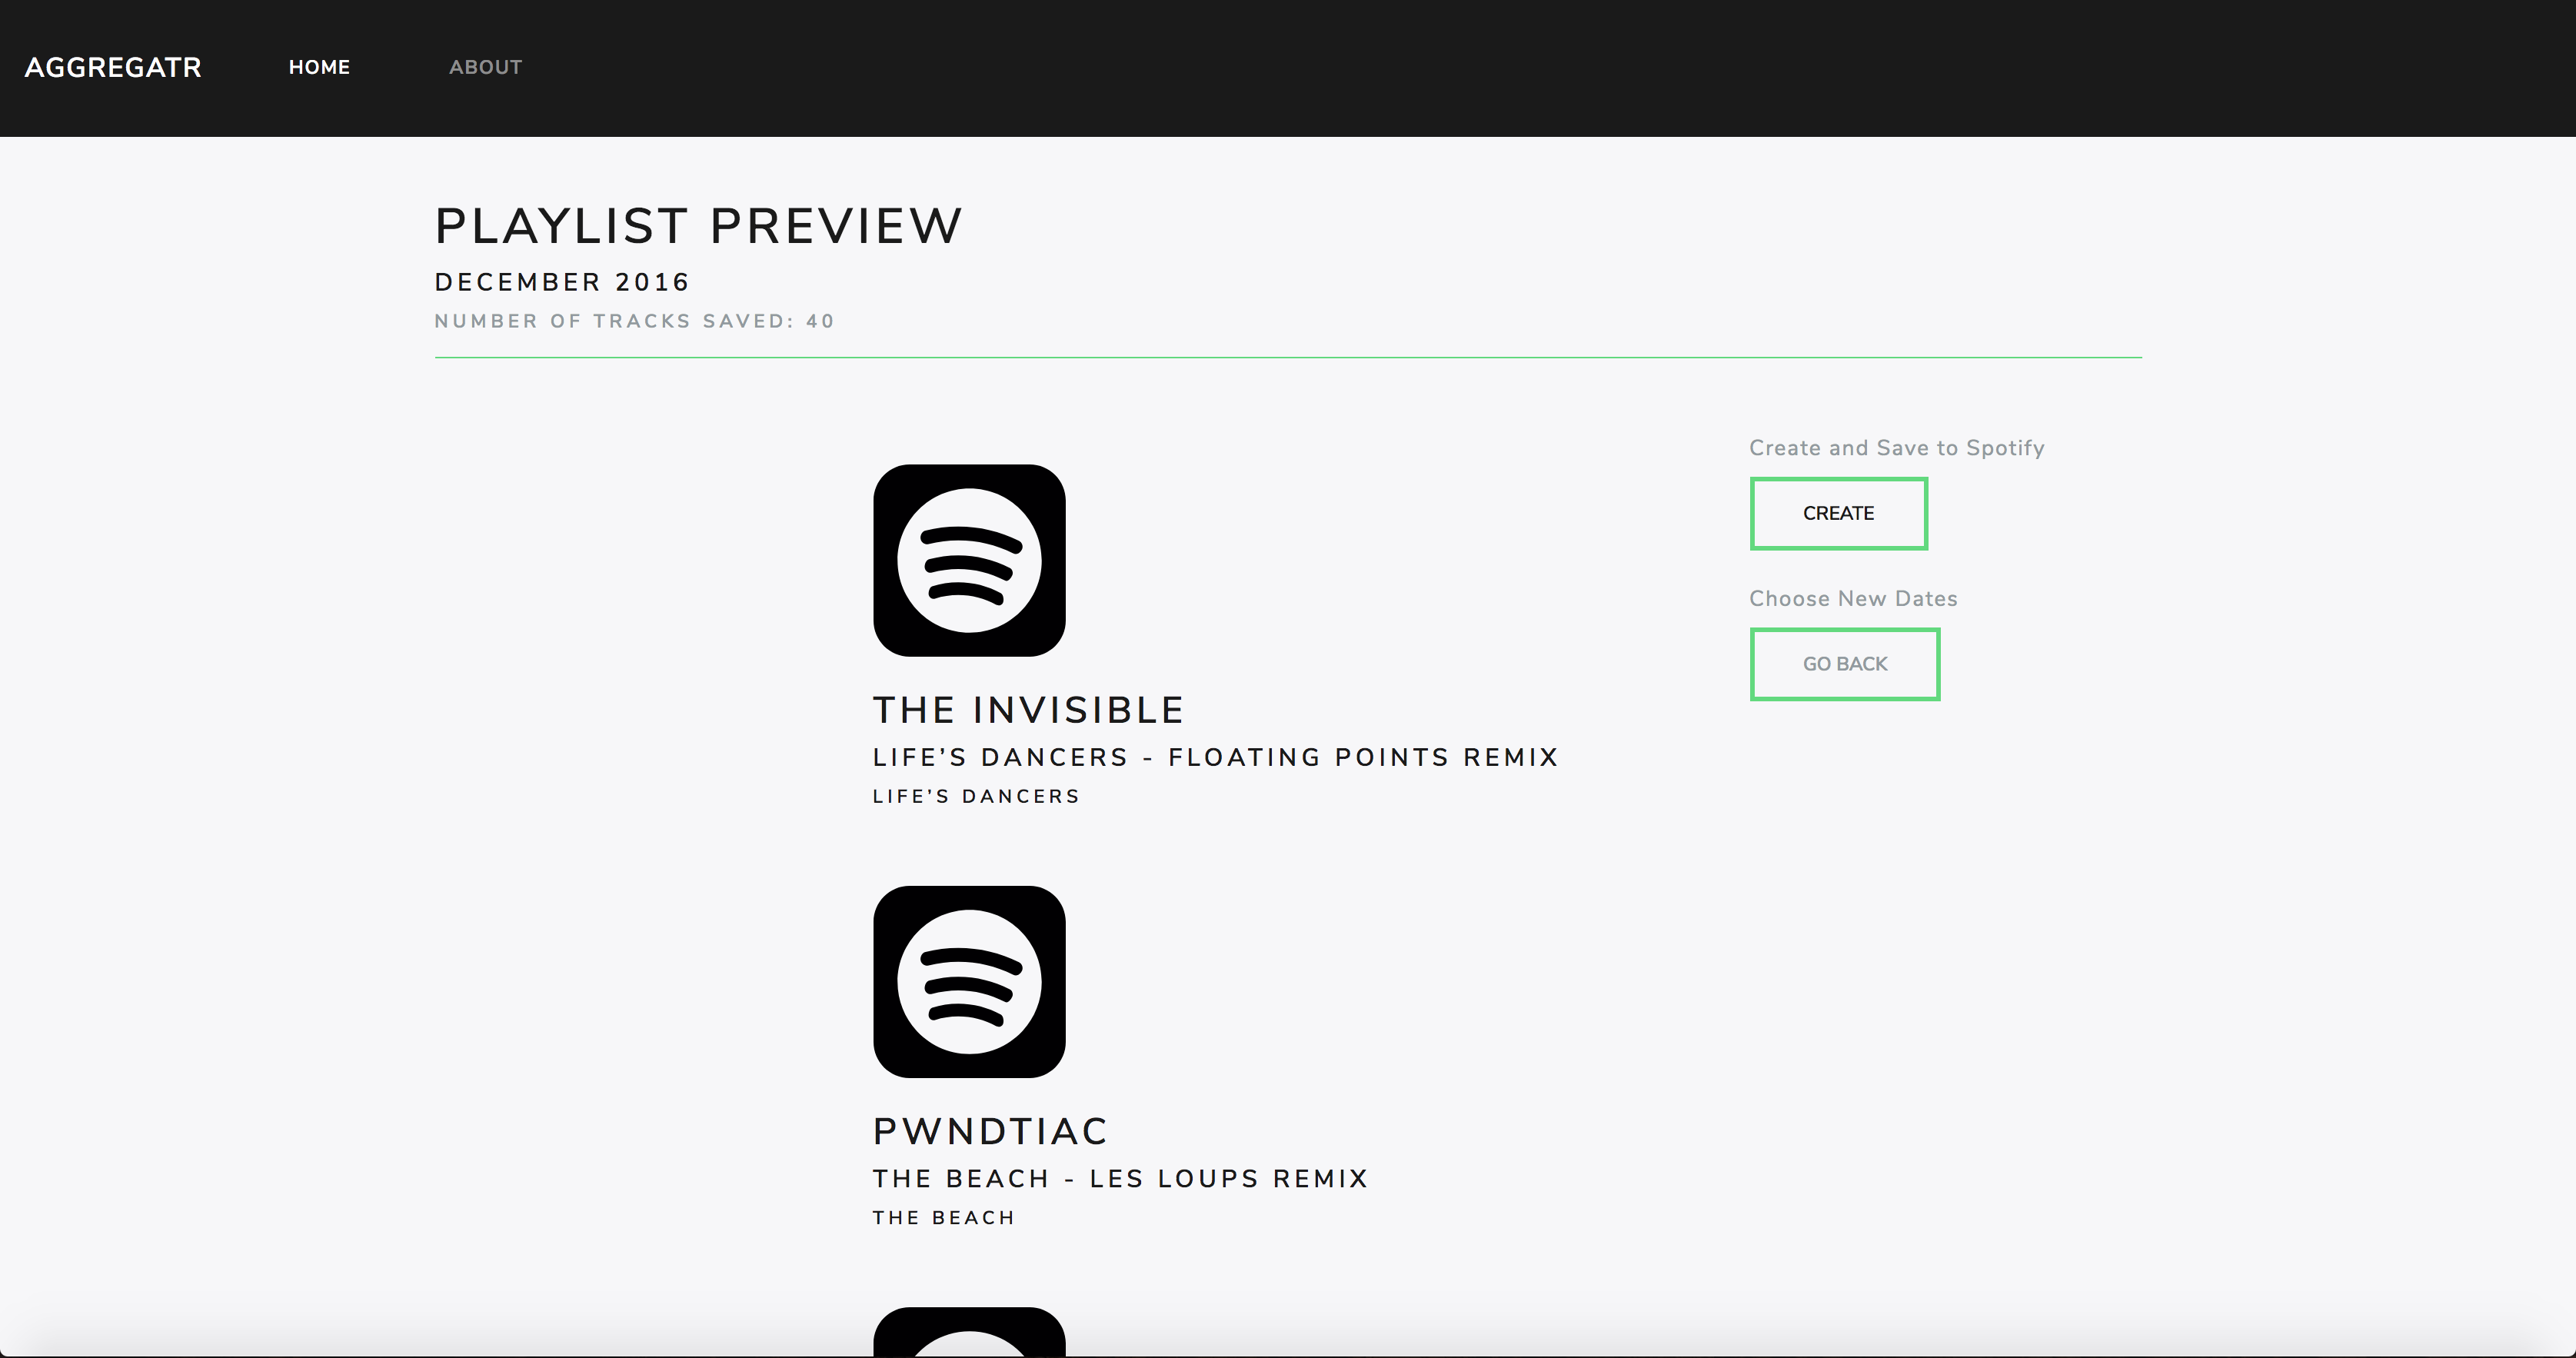 AGGREGATR
HOME
ABOUT
PLAYLIST PREVIEW
DECEMBER 2016
NUMBER OF TRACKS SAVED: 40
Create and Save to Spotify
CREATE
Choose New Dates
GO BACK
THE INVISIBLE
LIFE’S DANCERS - FLOATING POINTS REMIX
LIFE’S DANCERS
PWNDTIAC
THE BEACH - LES LOUPS REMIX
THE BEACH